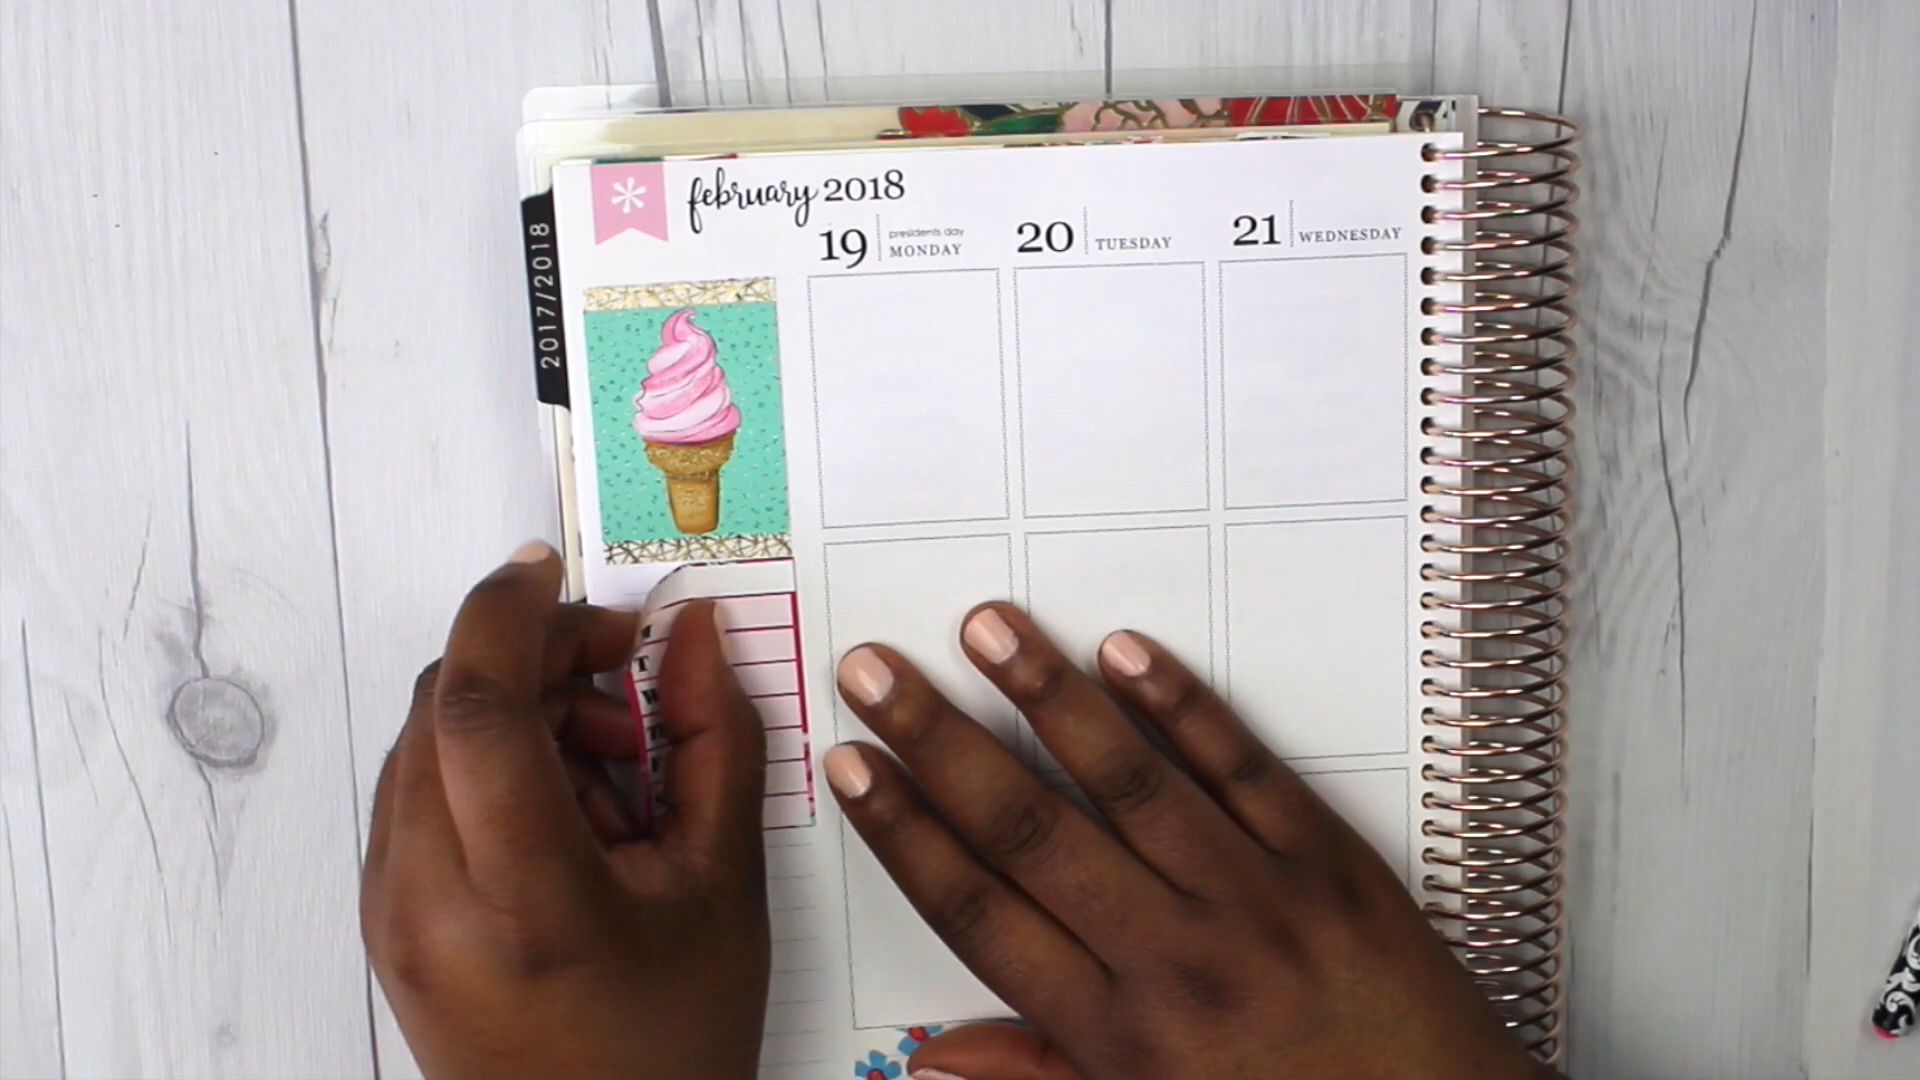 february 2018
19 presidents day MONDAY
20 TUESDAY
21 WEDNESDAY
2017/2018
T
W